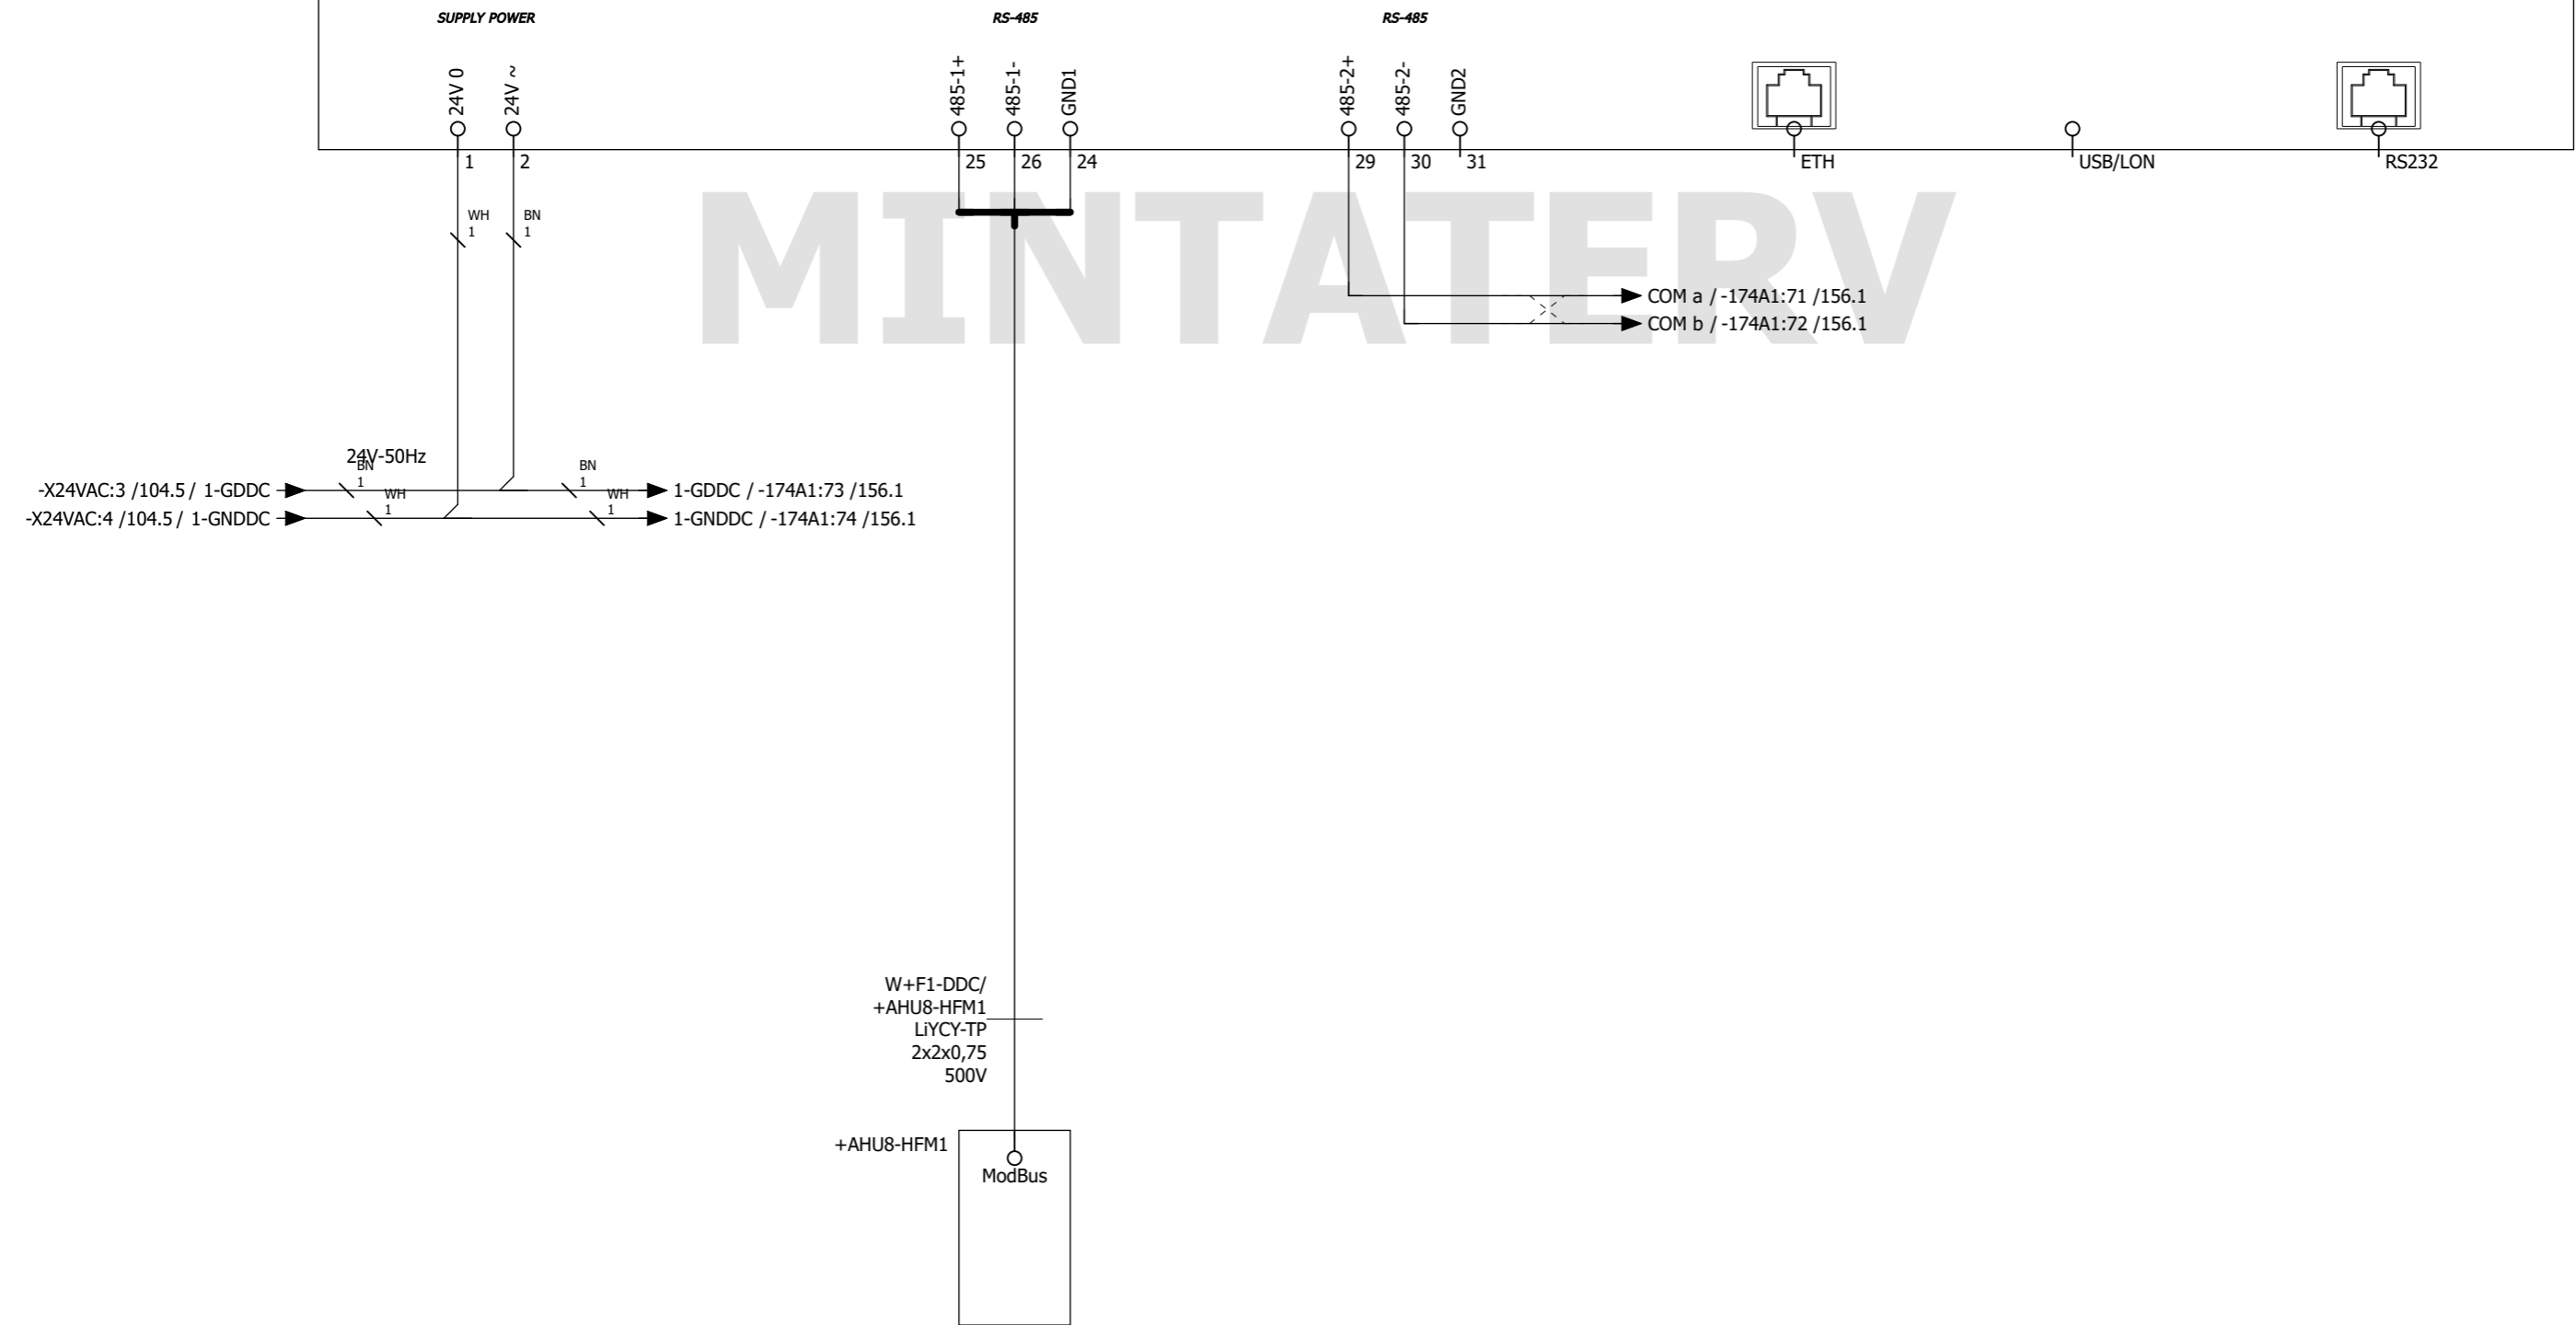 SUPPLY POWER
RS-485
RS-485
24V 0
24V ~
485-1+
485-1-
GND1
485-2+
485-2-
GND2
1
2
25
26
24
29
30
31
ETH
USB/LON
RS232
MINTATERV
WH
1
BN
1
COM a / -174A1:71 /156.1
COM b / -174A1:72 /156.1
24V-50Hz
BN
1
WH
1
BN
1
WH
1
-X24VAC:3 /104.5 / 1-GDDC
1-GDDC / -174A1:73 /156.1
-X24VAC:4 /104.5 / 1-GNDDC
1-GNDDC / -174A1:74 /156.1
W+F1-DDC/
+AHU8-HFM1
LiYCY-TP
2x2x0,75
500V
+AHU8-HFM1
ModBus